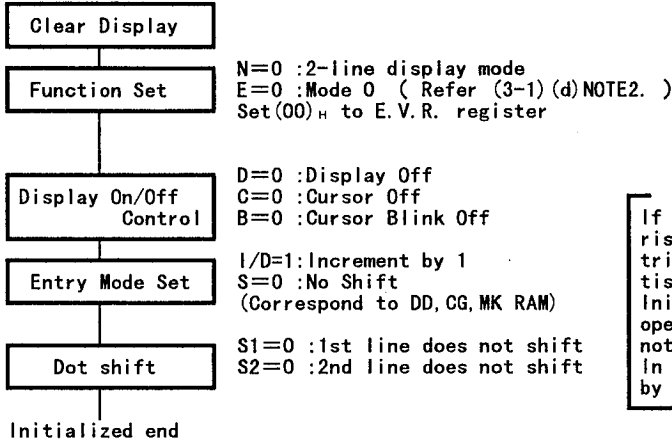 Clear Display
Function Set
N=0 :2-line display mode
E=0 :Mode 0 ( Refer (3-1)(d)NOTE2. )
Set(00)H to E.V.R. register
Display On/Off
Control
D=0 :Display Off
C=0 :Cursor Off
B=0 :Cursor Blink Off
Entry Mode Set
I/D=1:Increment by 1
S=0 :No Shift
(Correspond to DD,CG,MK RAM)
Dot shift
S1=0 :1st line does not shift
S2=0 :2nd line does not shift
Initialized end
If
ris
tri
tis
Ini
ope
not
In
by